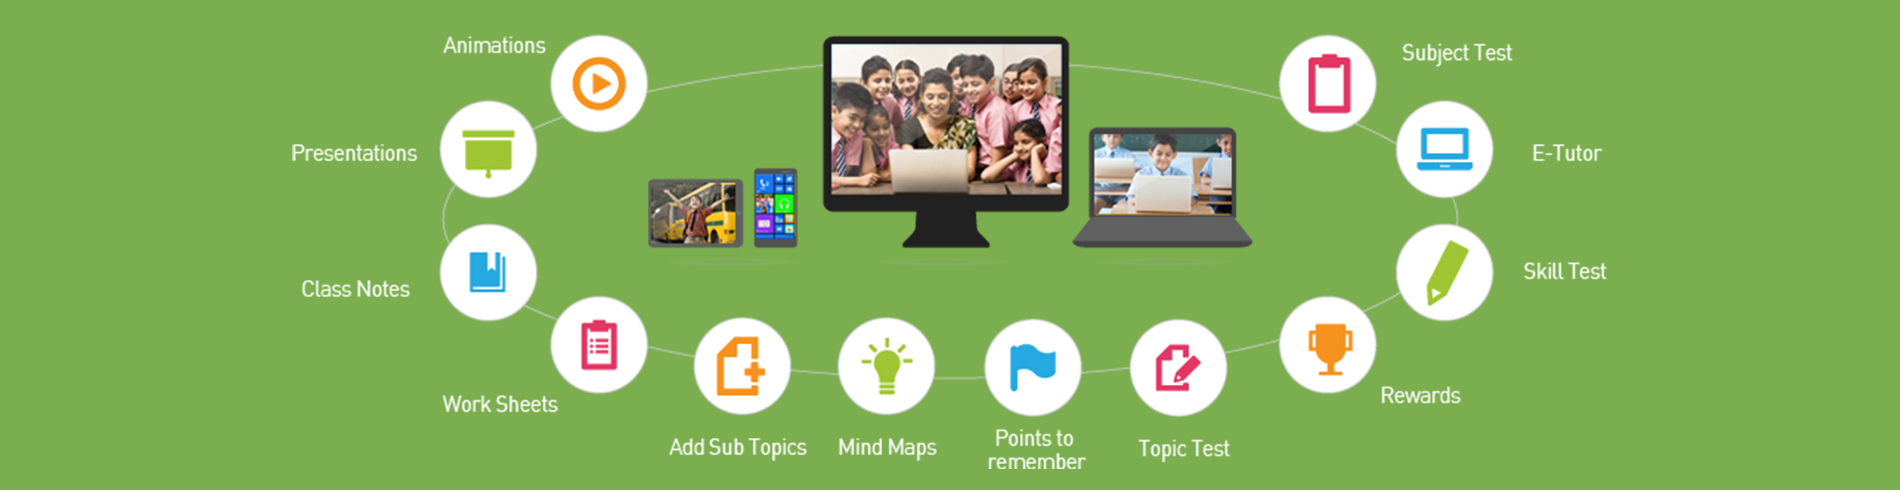 Animations
Subject Test
Presentations
E-Tutor
Class Notes
Skill Test
Work Sheets
Rewards
Add Sub Topics
Mind Maps
Points to
remember
Topic Test